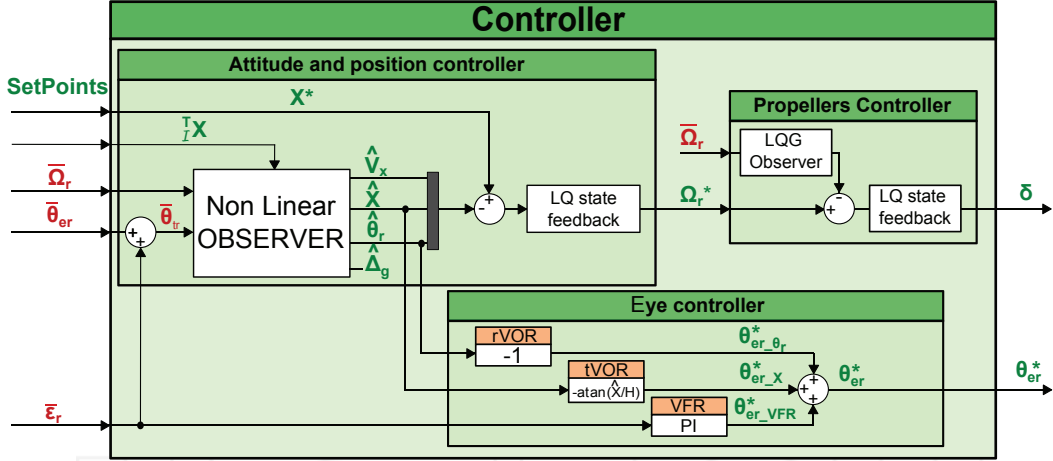 Controller
Attitude and position controller
SetPoints
X*
T
I X
Ω̄r
θ̄er
θ̄tr
+
+
Non Linear
OBSERVER
V̂x
X̂
θ̂r
Δ̂g
+
-
LQ state
feedback
Ωr*
Propellers Controller
Ω̄r
LQG
Observer
-
+
LQ state
feedback
δ
Eye controller
rVOR
-1
θ*er_θr
tVOR
-atan(X̂/H)
θ*er_X
VFR
PI
θ*er_VFR
+
+
+
θ*er
θ*er
ε̄r